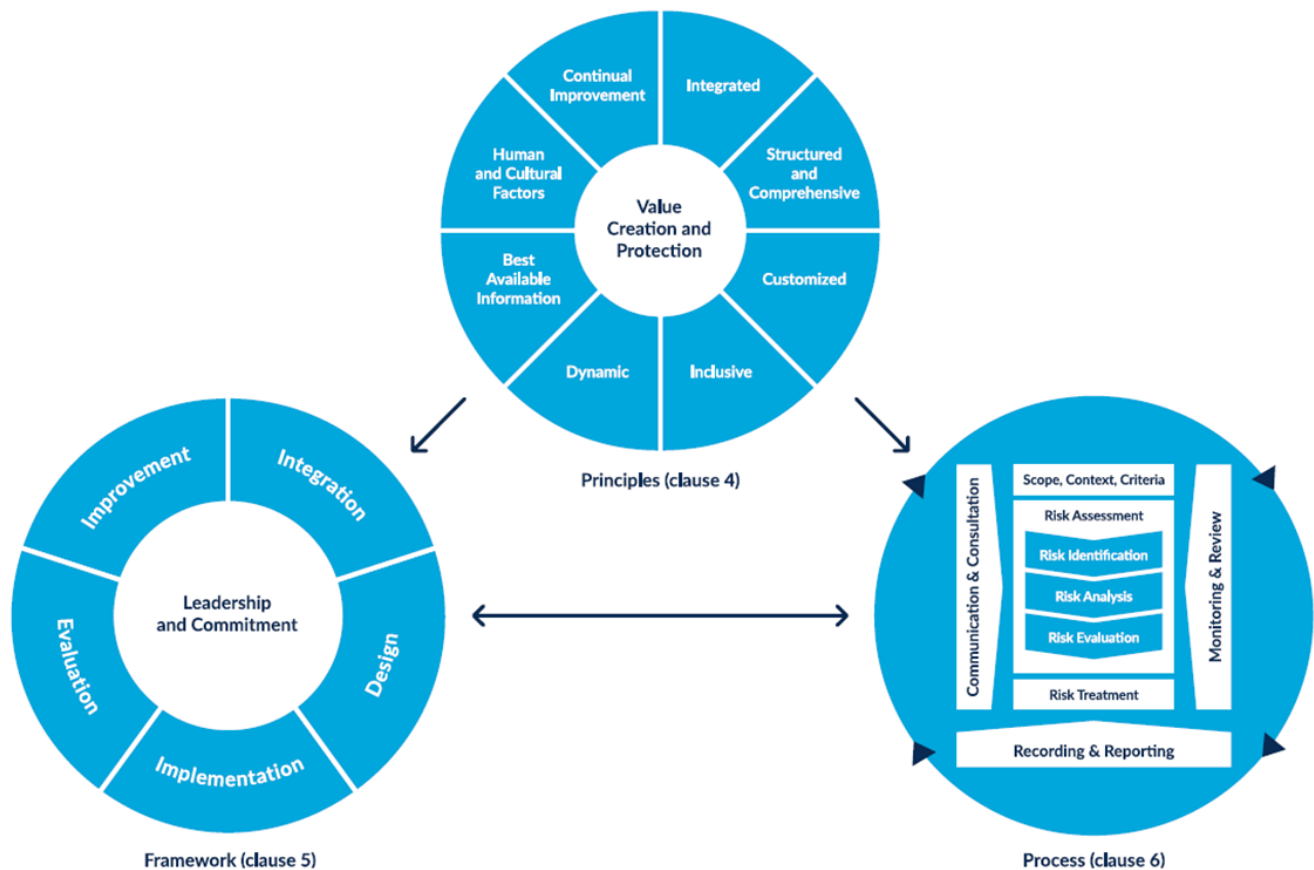 Continual
Improvement
Integrated
Human
and Cultural
Factors
Structured
and
Comprehensive
Value
Creation and
Protection
Best
Available
Information
Customized
Dynamic
Inclusive
Principles (clause 4)
Improvement
Integration
Leadership
and Commitment
Evaluation
Design
Implementation
Framework (clause 5)
Communication & Consultation
Scope, Context, Criteria
Risk Assessment
Risk Identification
Risk Analysis
Risk Evaluation
Risk Treatment
Monitoring & Review
Recording & Reporting
Process (clause 6)